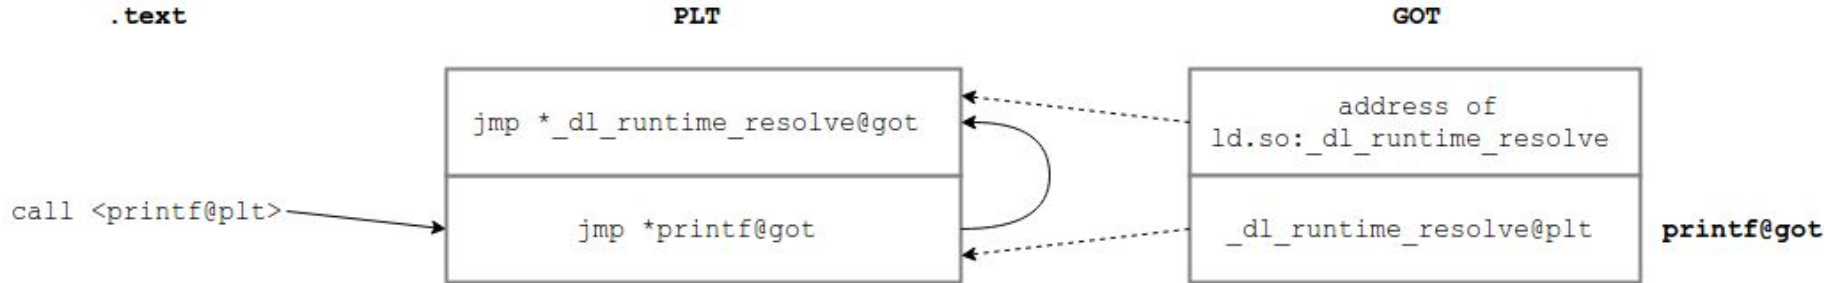 .text
PLT
GOT
jmp *_dl_runtime_resolve@got
address of
ld.so:_dl_runtime_resolve
call <printf@plt>
jmp *printf@got
_dl_runtime_resolve@plt
printf@got